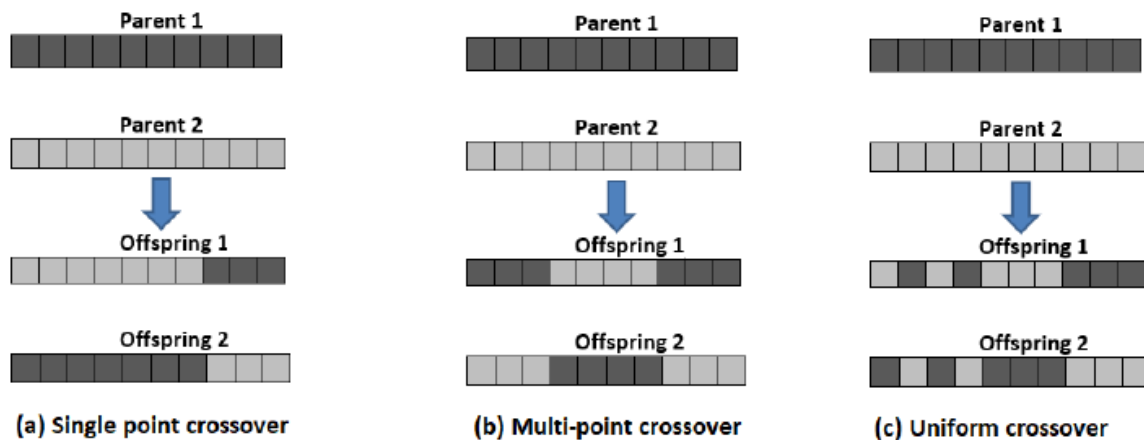 Parent 1
Parent 2
Offspring 1
Offspring 2
(a) Single point crossover
Parent 1
Parent 2
Offspring 1
Offspring 2
(b) Multi-point crossover
Parent 1
Parent 2
Offspring 1
Offspring 2
(c) Uniform crossover